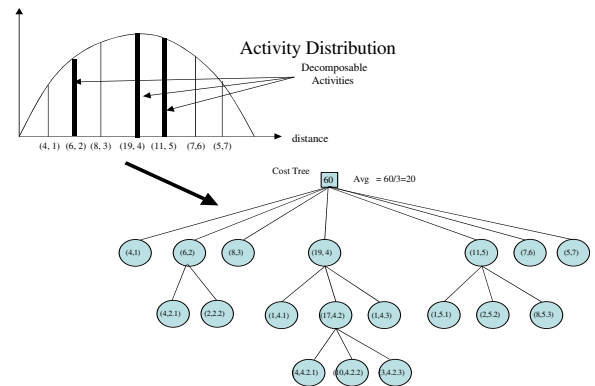 Activity Distribution
Decomposable
Activities
distance
(4, 1) (6, 2) (8, 3) (19, 4) (11, 5) (7,6) (5,7)
Cost Tree
60
Avg = 60/3=20
(4,1) (6,2) (8,3) (19, 4) (11,5) (7,6) (5,7)
(4,2.1) (2,2.2) (1,4.1) (17,4.2) (1,4.3) (1,5.1) (2,5.2) (8,5.3)
(4,4.2.1) (10,4.2.2) (3,4.2.3)